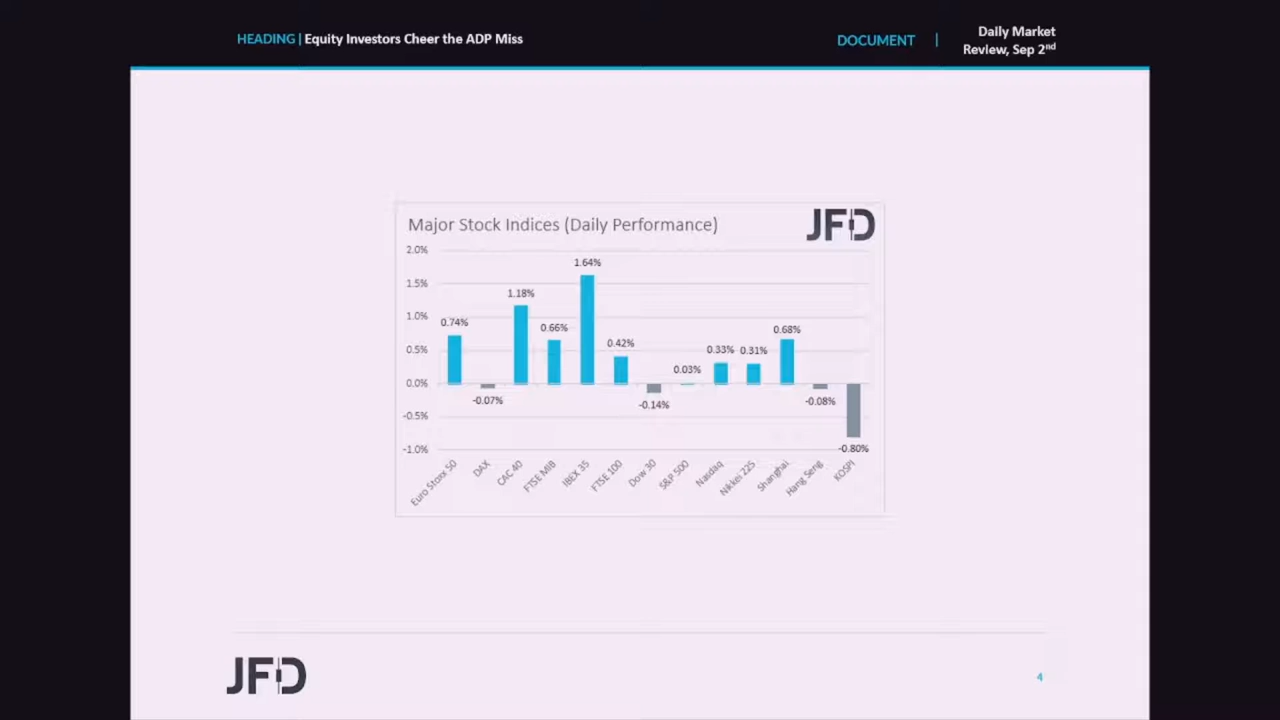 HEADING | Equity Investors Cheer the ADP Miss
DOCUMENT |
Daily Market
Review, Sep 2nd
Major Stock Indices (Daily Performance)
JFD
2.0%
1.5%
1.0%
0.5%
0.0%
-0.5%
-1.0%
0.74%
-0.07%
1.18%
0.66%
1.64%
0.42%
-0.14%
0.03%
0.33%
0.31%
0.68%
-0.08%
-0.80%
Euro Stoxx 50
DAX
CAC 40
FTSE MIB
IBEX 35
FTSE 100
Dow 30
S&P 500
Nasdaq
Nikkei 225
Shanghai
Hang Seng
KOSPI
JFD
4